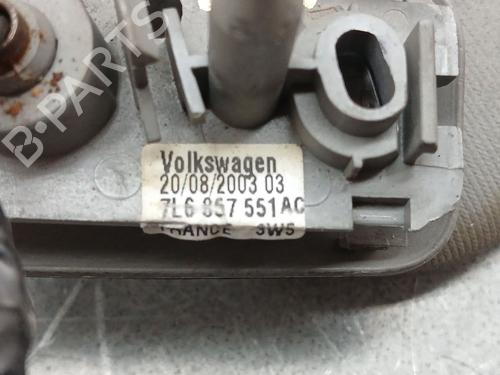 B-PARTS
Volkswagen
20/08/2003 03
7L6 857 551AC
FRANCE 3W5